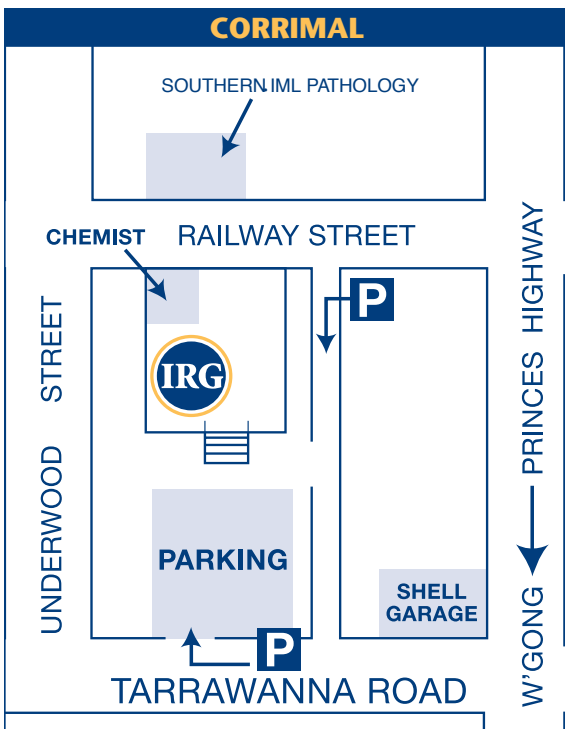 CORRIMAL
SOUTHERN IML PATHOLOGY
CHEMIST
RAILWAY STREET
P
IRG
UNDERWOOD STREET
PRINCES HIGHWAY
PARKING
SHELL
GARAGE
W'GONG
P
TARRAWANNA ROAD